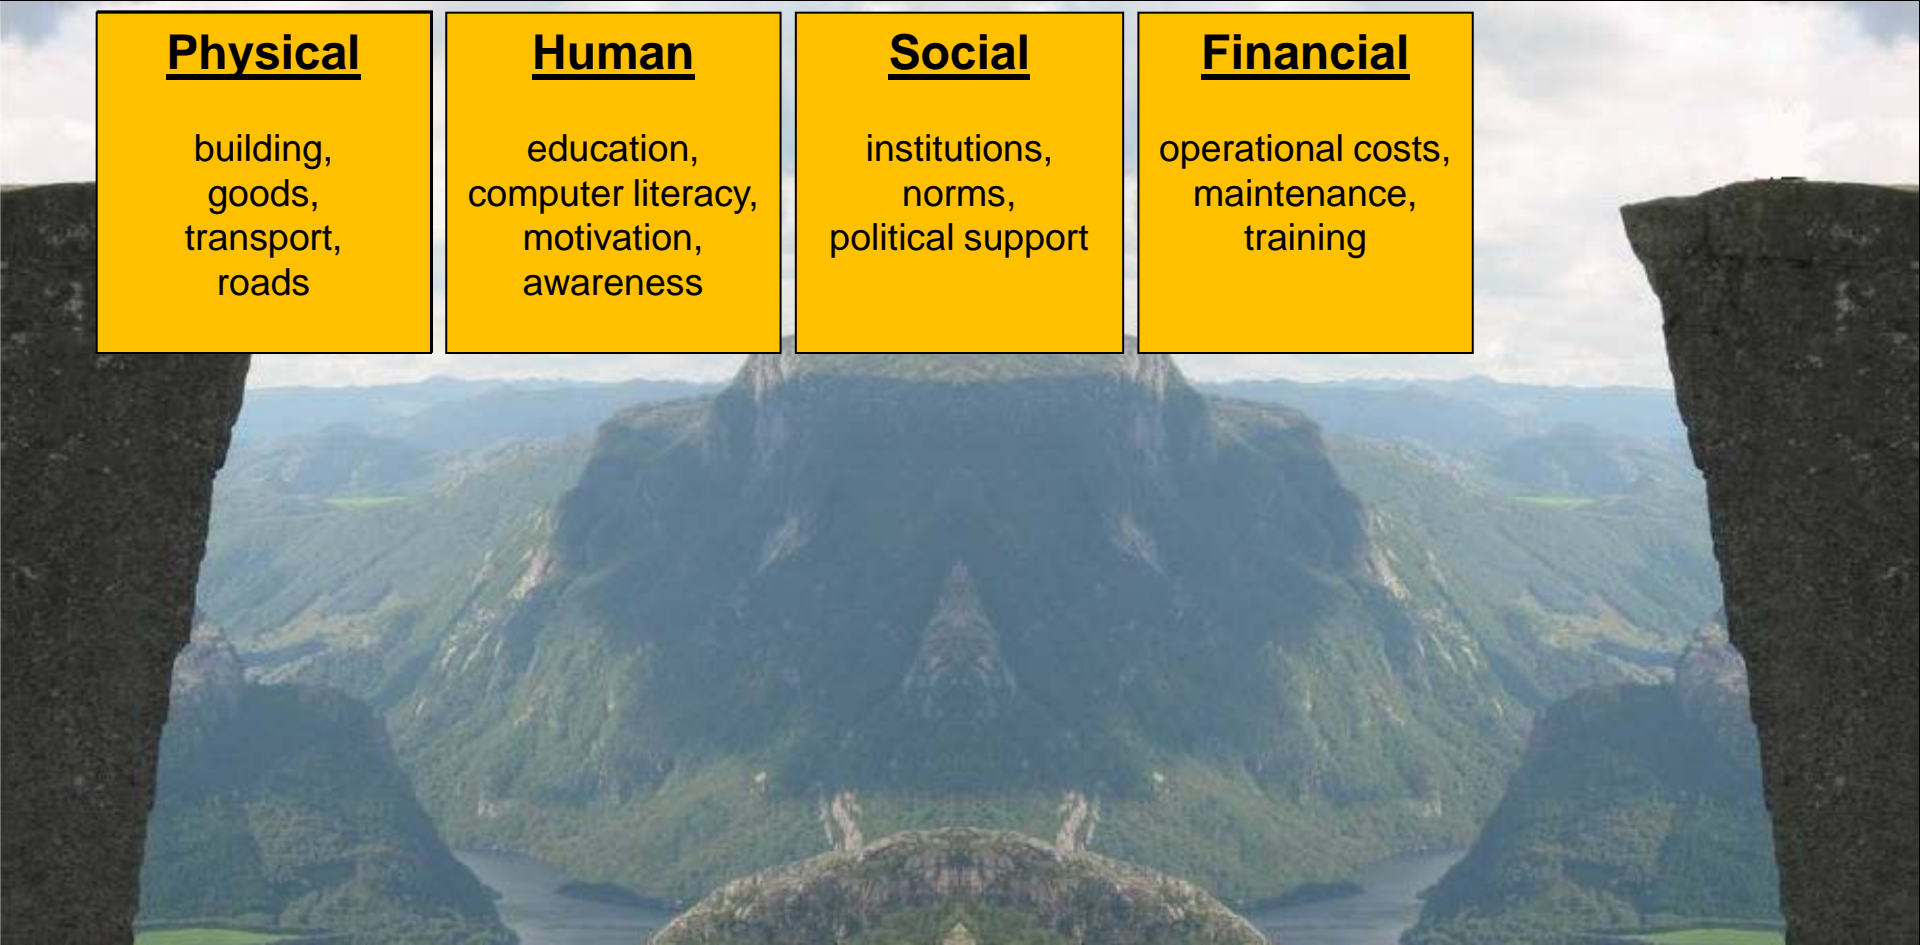 Physical
building,
goods,
transport,
roads
Human
education,
computer literacy,
motivation,
awareness
Social
institutions,
norms,
political support
Financial
operational costs,
maintenance,
training